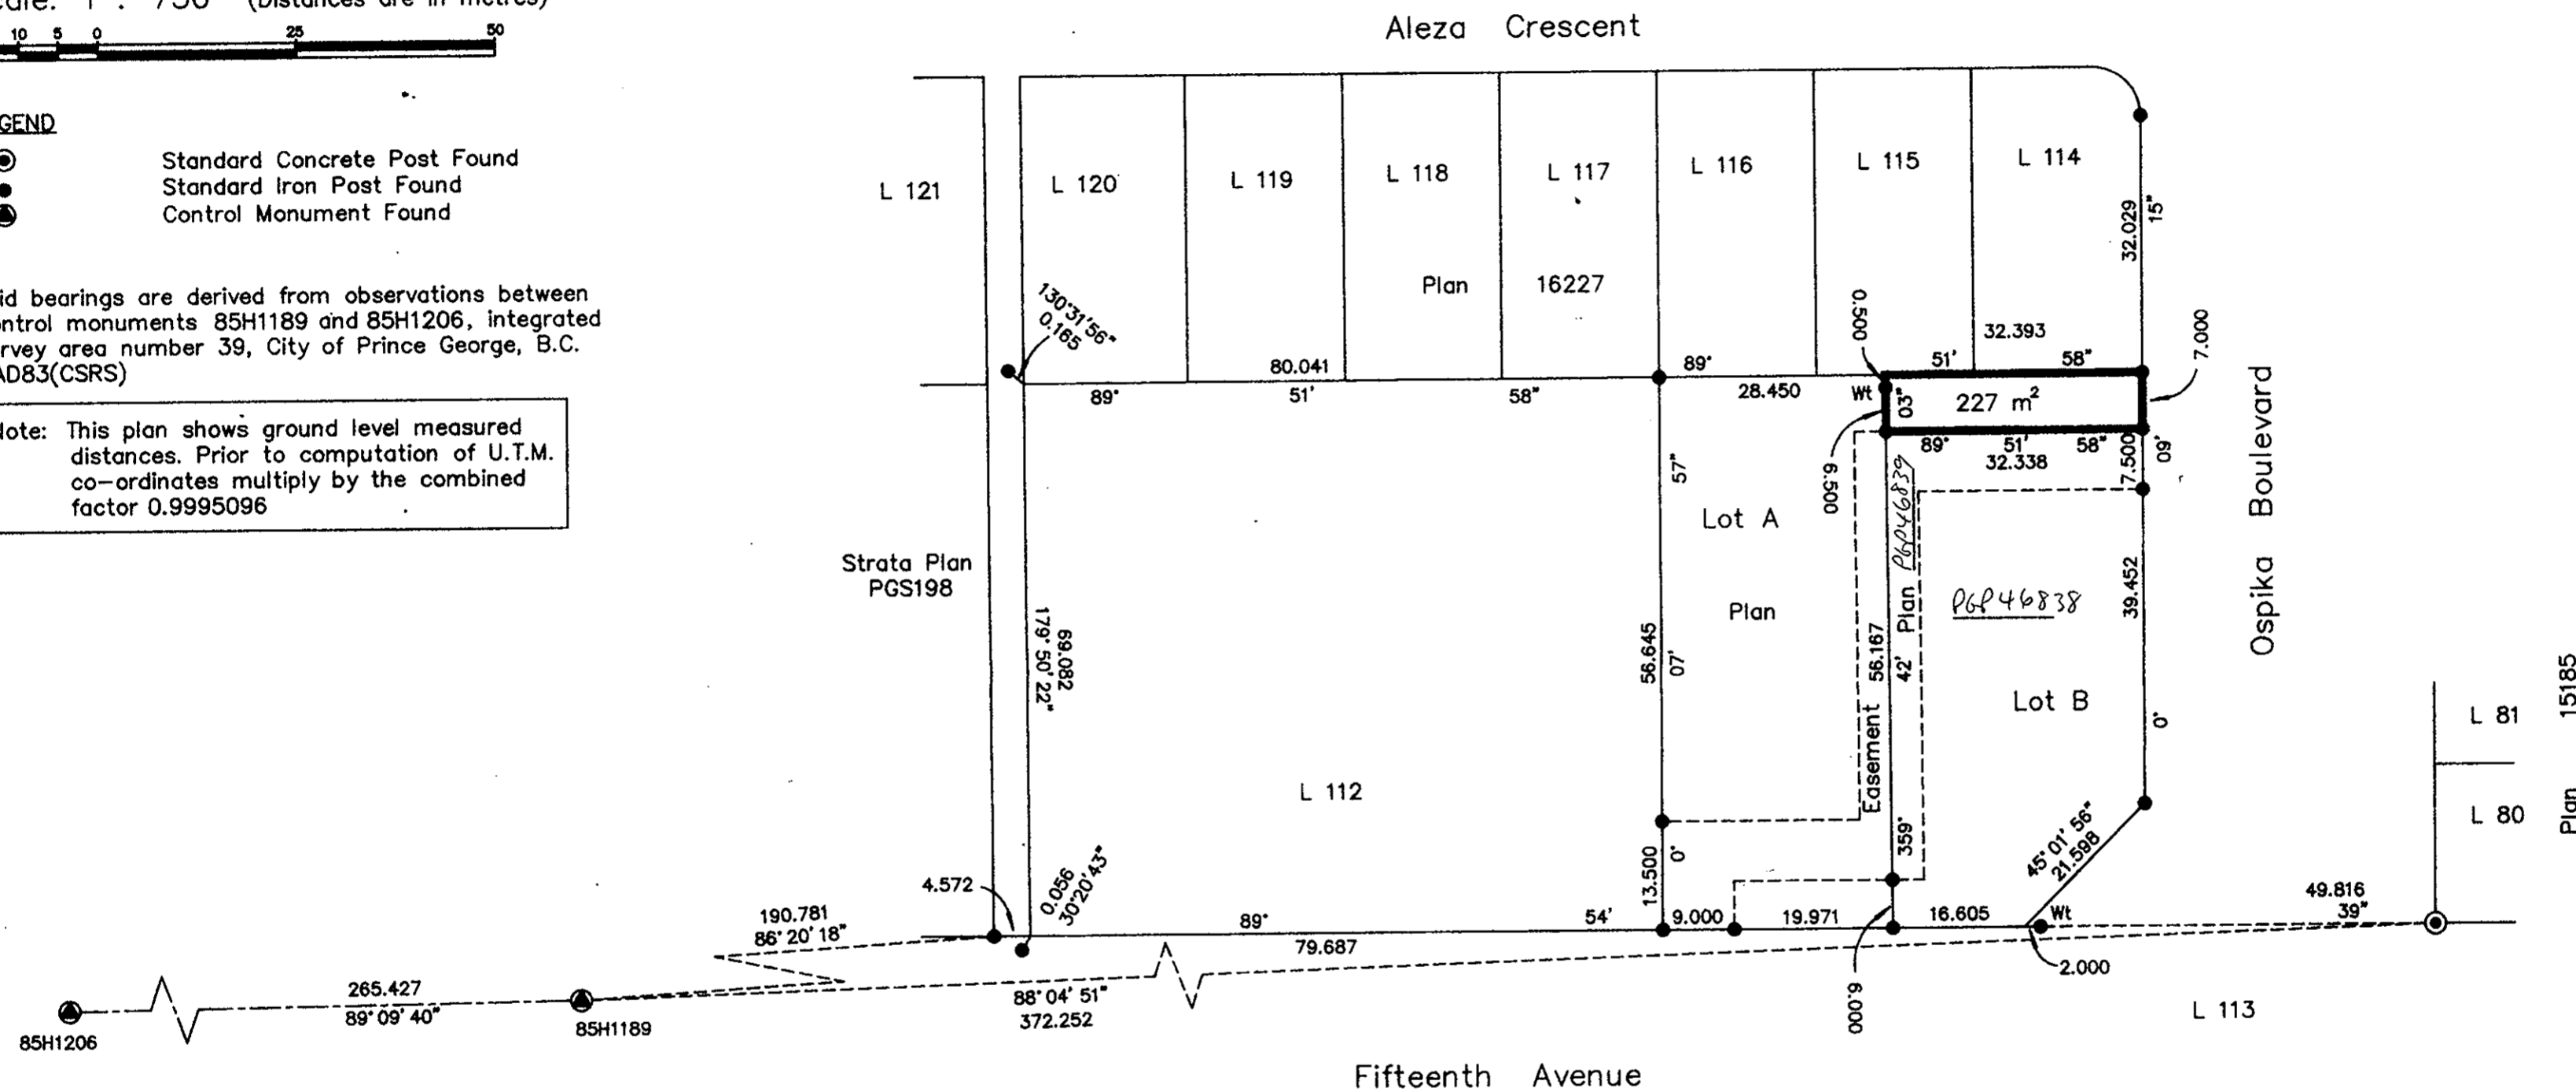 ale: 1 : 750 (Distances are in metres)
10 5 0 25 50
GEND
Standard Concrete Post Found
Standard Iron Post Found
Control Monument Found
id bearings are derived from observations between
ntrol monuments 85H1189 and 85H1206, integrated
rvey area number 39, City of Prince George, B.C.
AD83(CSRS)
Note: This plan shows ground level measured
distances. Prior to computation of U.T.M.
co-ordinates multiply by the combined
factor 0.9995096
Aleza Crescent
L 121
L 120
L 119
L 118
L 117
L 116
L 115
L 114
Plan 16227
32.029
15"
130°31'56"
0.165
80.041
89° 51' 58"
89°
28.450
0.500
Wt
03"
51' 58"
32.393
7.000
227 m²
89° 51' 58"
32.338
6.500
7.500
09'
57"
Lot A
Plan
PGP46839
PGP46838
39.452
Ospika Boulevard
Strata Plan
PGS198
69.082
179° 50' 22"
56.645
07'
Easement
56.167
42' Plan
359°
Lot B
0°
L 81
L 80
Plan 15185
L 112
45° 01' 56"
21.598
13.500
0°
4.572
0.056
30°20'43"
190.781
86° 20' 18"
89° 54'
79.687
9.000
19.971
16.605
Wt
49.816
39"
2.000
6.000
265.427
89° 09' 40"
85H1206
85H1189
88° 04' 51"
372.252
L 113
Fifteenth Avenue